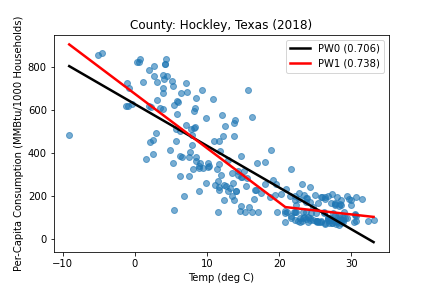 County: Hockley, Texas (2018)
PW0 (0.706)
PW1 (0.738)
Per-Capita Consumption (MMBtu/1000 Households)
800
600
400
200
0
−10
0
10
20
30
Temp (deg C)